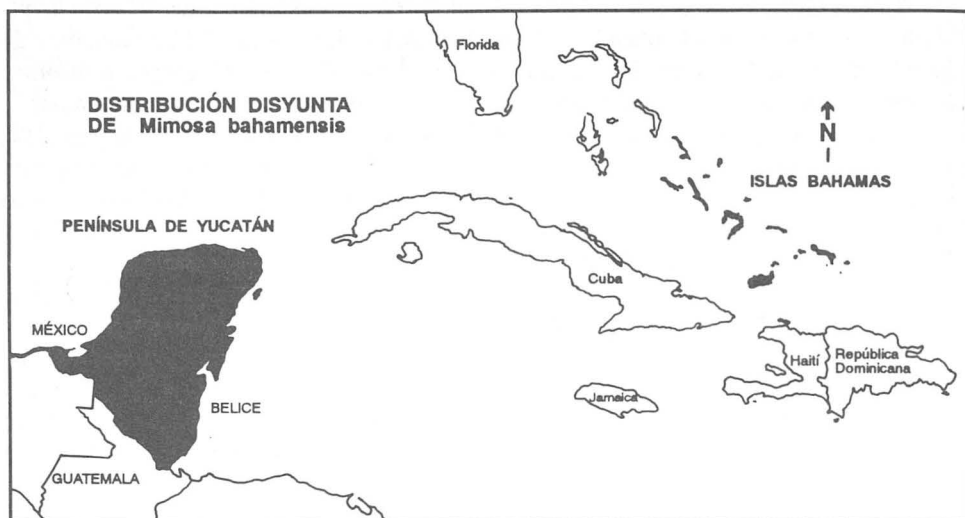 Florida
DISTRIBUCIÓN DISYUNTA
DE Mimosa bahamensis
N
ISLAS BAHAMAS
PENÍNSULA DE YUCATÁN
Cuba
MÉXICO
Haití
República
Dominicana
Jamaica
BELICE
GUATEMALA